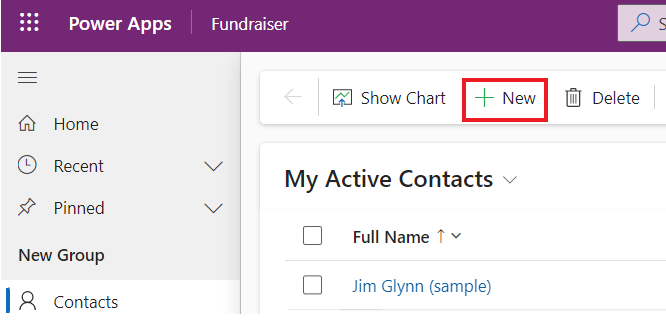 Power Apps Fundraiser S
Show Chart New Delete
Home
Recent
Pinned
New Group
Contacts
My Active Contacts
Full Name
Jim Glynn (sample)